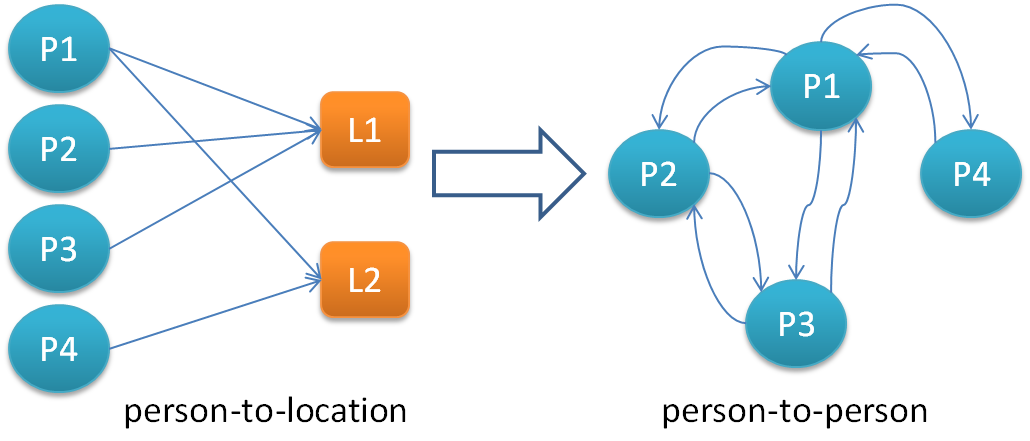 P1
P2
P3
P4
L1
L2
person-to-location
P1
P2
P4
P3
person-to-person